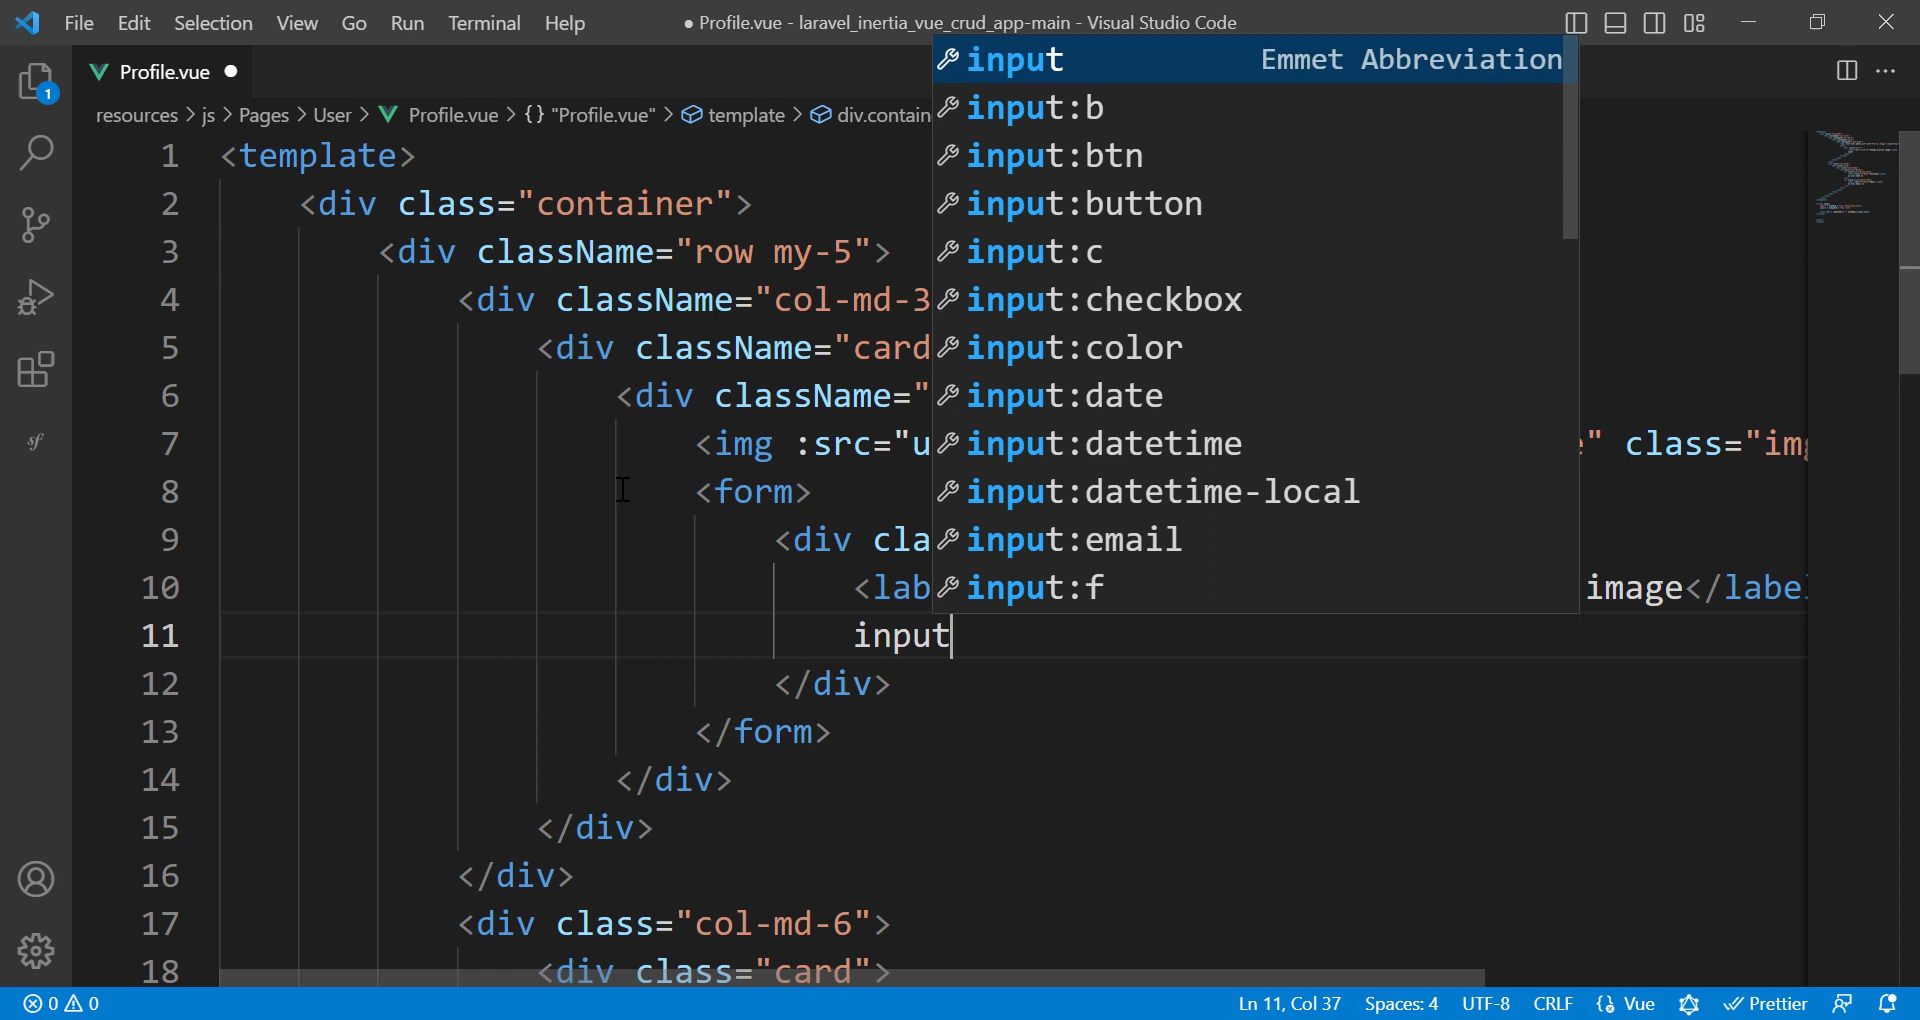 File Edit Selection View Go Run Terminal Help ● Profile.vue - laravel_inertia_vue_crud_app-main - Visual Studio Code
Profile.vue ●
resources > js > Pages > User > Profile.vue > {} "Profile.vue" > template > div.contain
1 <template>
2 <div class="container">
3 <div className="row my-5">
4 <div className="col-md-3
5 <div className="card
6 <div className="
7 <img :src="u " class="im
8 <form>
9 <div cla
10 <lab image</labe
11 input
12 </div>
13 </form>
14 </div>
15 </div>
16 </div>
17 <div class="col-md-6">
18 <div class="card">
input Emmet Abbreviation
input:b
input:btn
input:button
input:c
input:checkbox
input:color
input:date
input:datetime
input:datetime-local
input:email
input:f
1
sf
0 0 Ln 11, Col 37 Spaces: 4 UTF-8 CRLF Vue Prettier